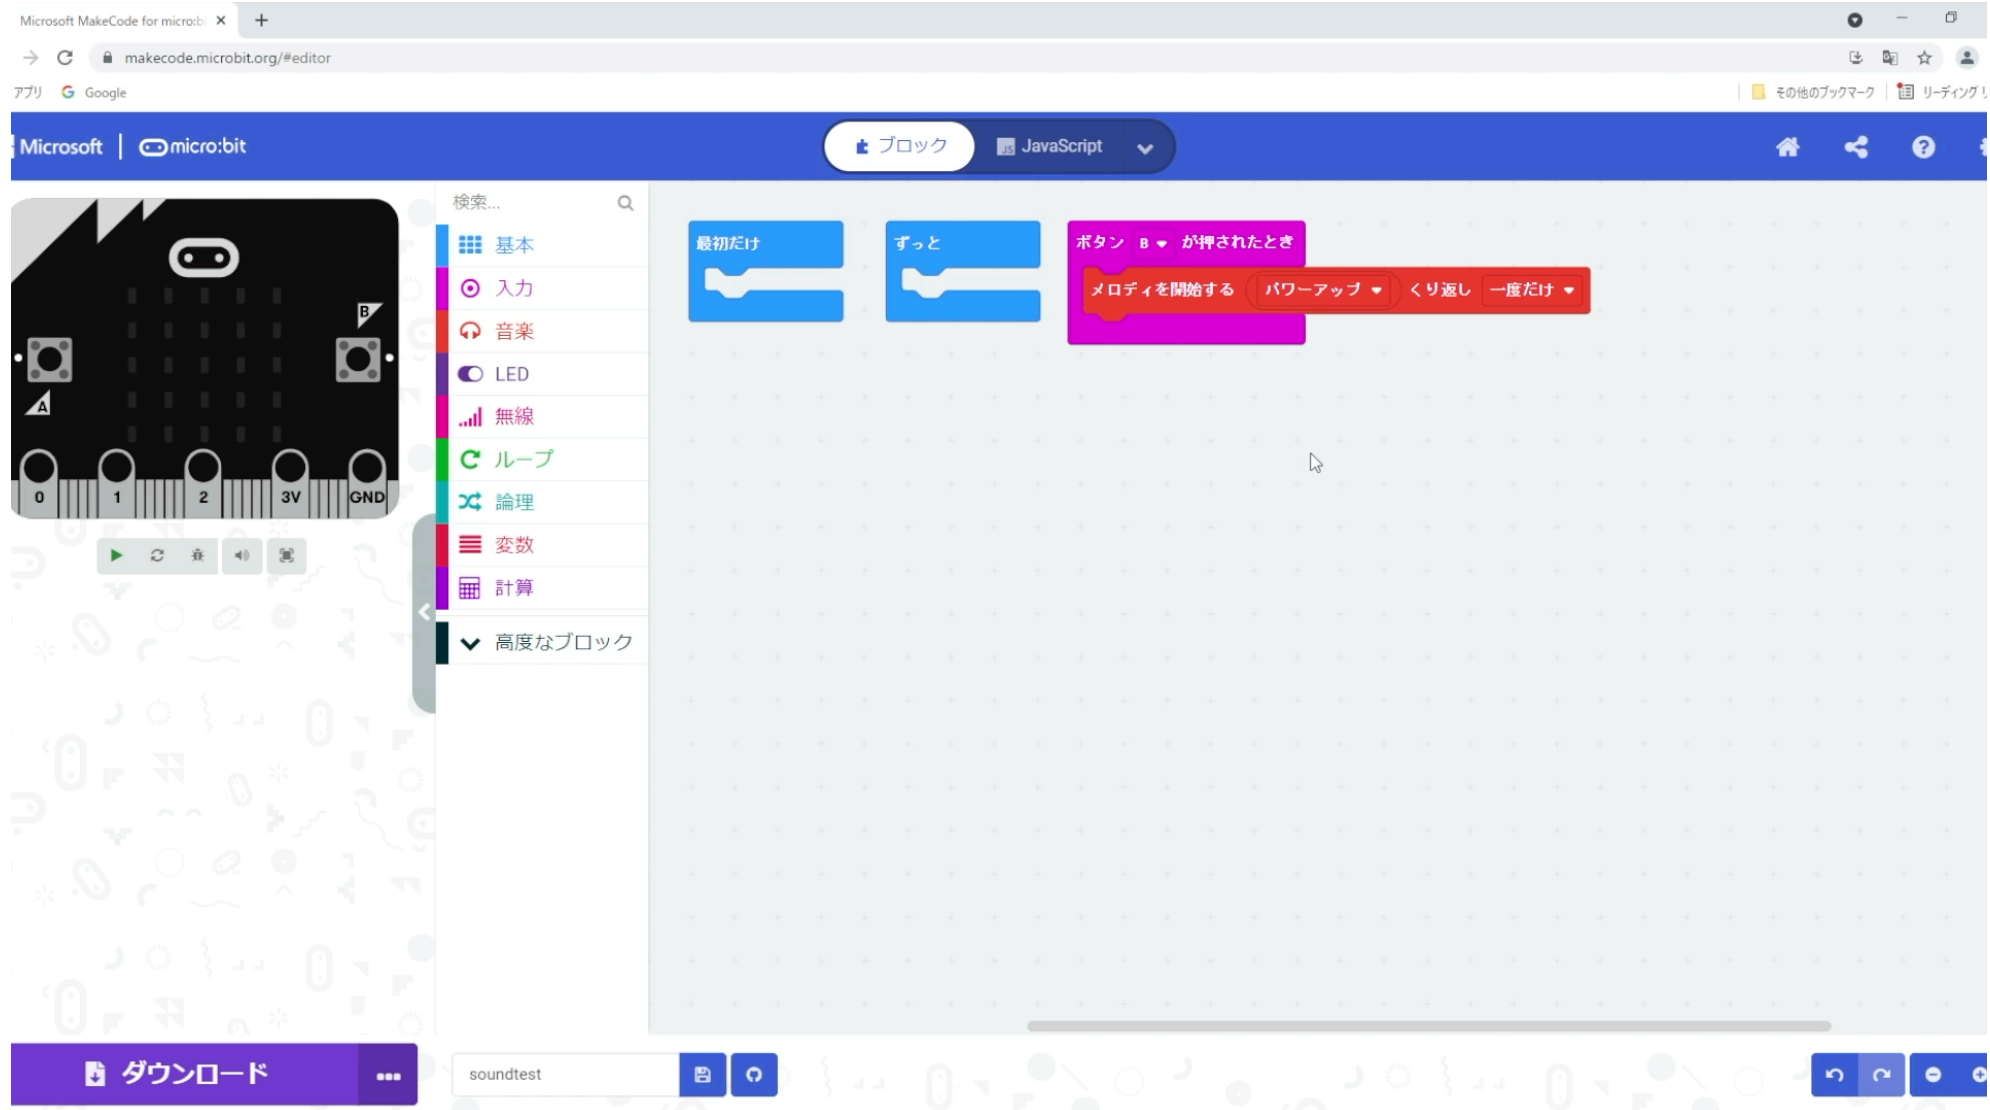 Microsoft MakeCode for micro:b
makecode.microbit.org/#editor
アプリ Google その他のブックマーク リーディング リ
Microsoft micro:bit ブロック JS JavaScript
検索...
基本
入力
音楽
LED
無線
ループ
論理
変数
計算
高度なブロック
B
A
0 1 2 3V GND
最初だけ
ずっと
ボタン B が押されたとき
メロディを開始する パワーアップ くり返し 一度だけ
ダウンロード ...
soundtest